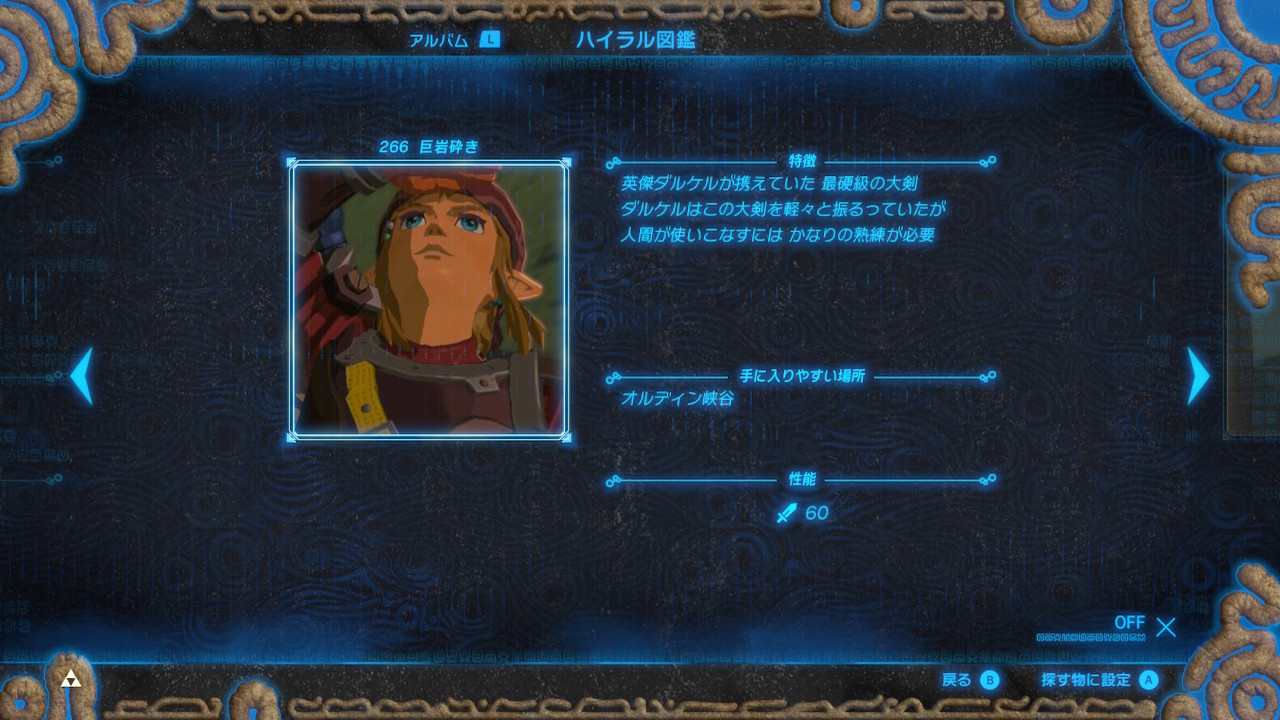 アルバム L ハイラル図鑑
266 巨岩砕き
特徴
英傑ダルケルが携えていた 最硬級の大剣
ダルケルはこの大剣を軽々と振るっていたが
人間が使いこなすには かなりの熟練が必要
手に入りやすい場所
オルディン峡谷
性能
60
OFF
戻る B 探す物に設定 A